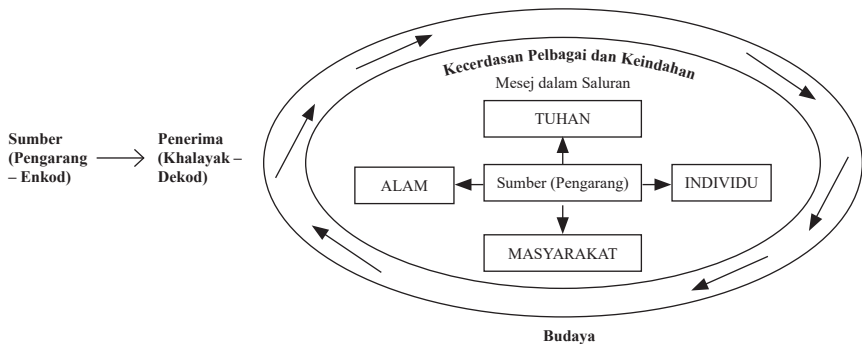 Kecerdasan Pelbagai dan Keindahan
Mesej dalam Saluran
TUHAN
Sumber
(Pengarang
– Enkod)
Penerima
(Khalayak –
Dekod)
ALAM
Sumber (Pengarang)
INDIVIDU
MASYARAKAT
Budaya